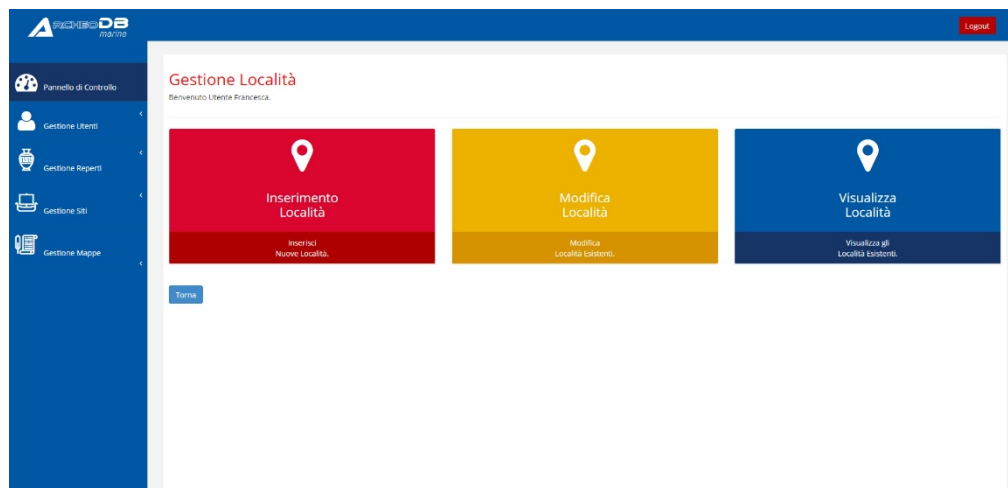 ARCHEODB
marine
Logout
Pannello di Controllo
Gestione Utenti
Gestione Reperti
Gestione Siti
Gestione Mappe
Gestione Località
Benvenuto Utente Francesca.
Inserimento
Località
Inserisci
Nuove Località.
Modifica
Località
Modifica
Località Esistenti.
Visualizza
Località
Visualizza gli
Località Esistenti.
Torna